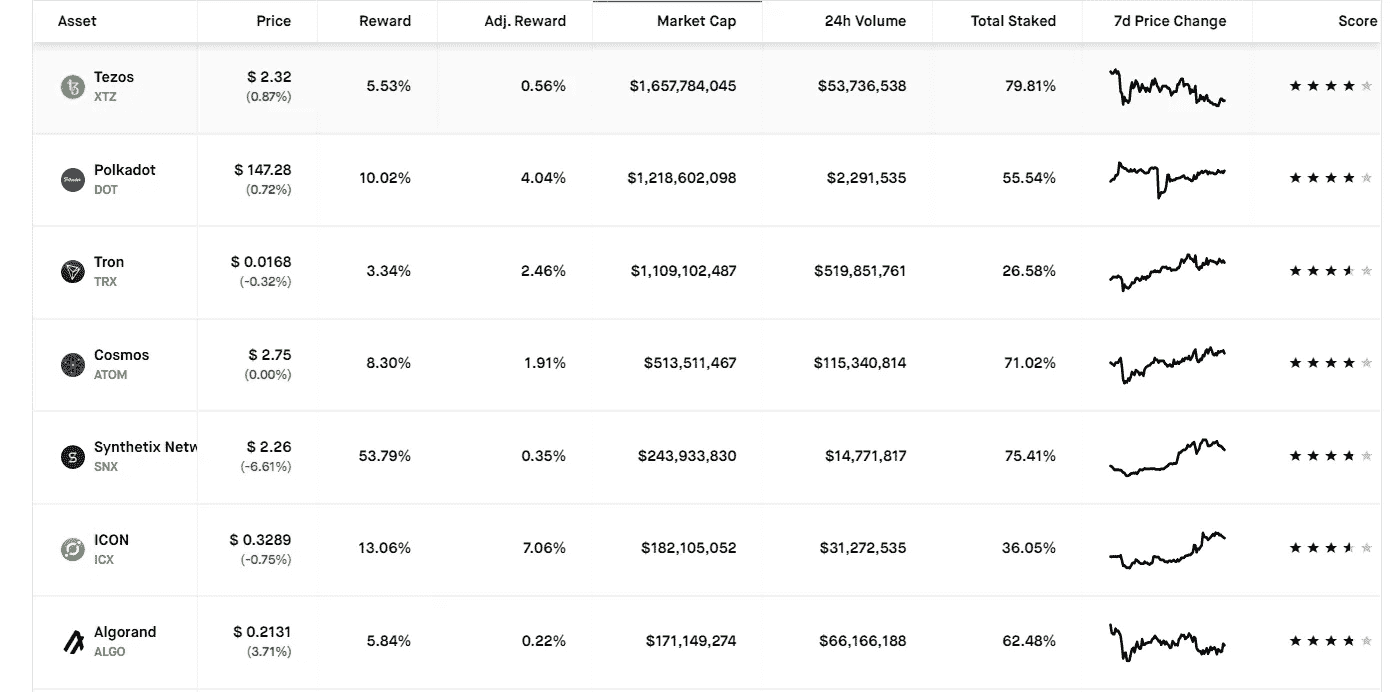 Asset Price Reward Adj. Reward Market Cap 24h Volume Total Staked 7d Price Change Score
Tezos $ 2.32
XTZ (0.87%) 5.53% 0.56% $1,657,784,045 $53,736,538 79.81%
Polkadot $ 147.28
DOT (0.72%) 10.02% 4.04% $1,218,602,098 $2,291,535 55.54%
Tron $ 0.0168
TRX (-0.32%) 3.34% 2.46% $1,109,102,487 $519,851,761 26.58%
Cosmos $ 2.75
ATOM (0.00%) 8.30% 1.91% $513,511,467 $115,340,814 71.02%
Synthetix Netw $ 2.26
SNX (-6.61%) 53.79% 0.35% $243,933,830 $14,771,817 75.41%
ICON $ 0.3289
ICX (-0.75%) 13.06% 7.06% $182,105,052 $31,272,535 36.05%
Algorand $ 0.2131
ALGO (3.71%) 5.84% 0.22% $171,149,274 $66,166,188 62.48%